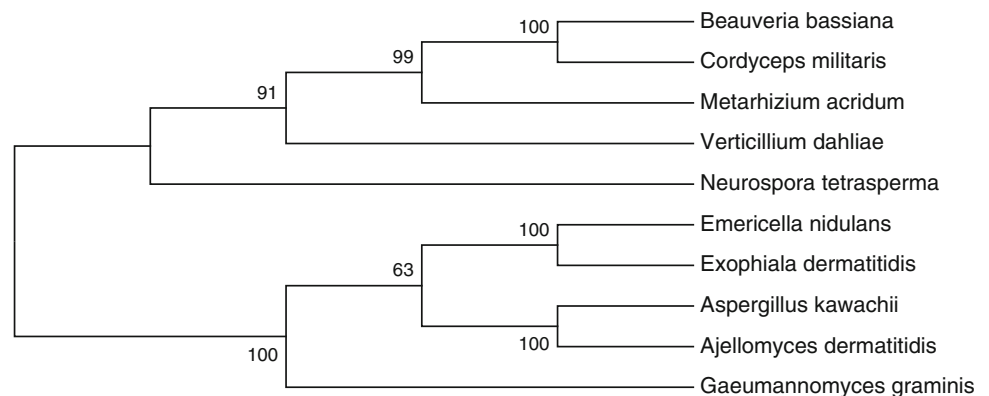 100
Beauveria bassiana
99
Cordyceps militaris
91
Metarhizium acridum
Verticillium dahliae
Neurospora tetrasperma
100
Emericella nidulans
63
Exophiala dermatitidis
Aspergillus kawachii
100
Ajellomyces dermatitidis
100
Gaeumannomyces graminis